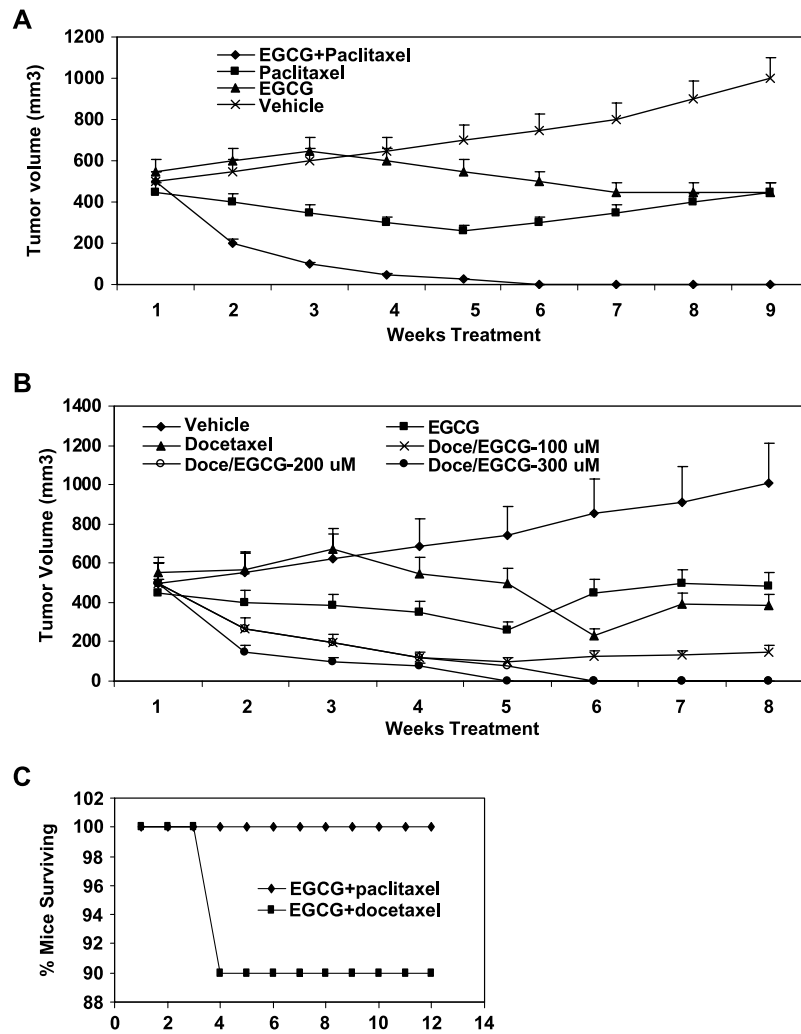 A
EGCG+Paclitaxel
Paclitaxel
EGCG
Vehicle
Tumor volume (mm3)
1200
1000
800
600
400
200
0
1 2 3 4 5 6 7 8 9
Weeks Treatment
B
Vehicle EGCG
Docetaxel Doce/EGCG-100 uM
Doce/EGCG-200 uM Doce/EGCG-300 uM
Tumor Volume (mm3)
1400
1200
1000
800
600
400
200
0
1 2 3 4 5 6 7 8
Weeks Treatment
C
% Mice Surviving
102
100
98
96
94
92
90
88
EGCG+paclitaxel
EGCG+docetaxel
0 2 4 6 8 10 12 14